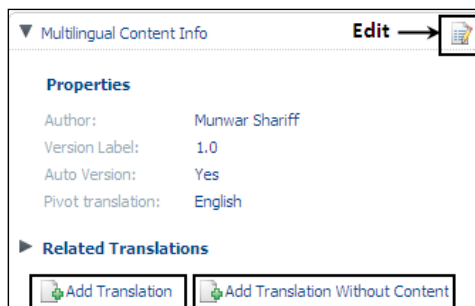 Multilingual Content Info Edit
Properties
Author: Munwar Shariff
Version Label: 1.0
Auto Version: Yes
Pivot translation: English
Related Translations
Add Translation Add Translation Without Content